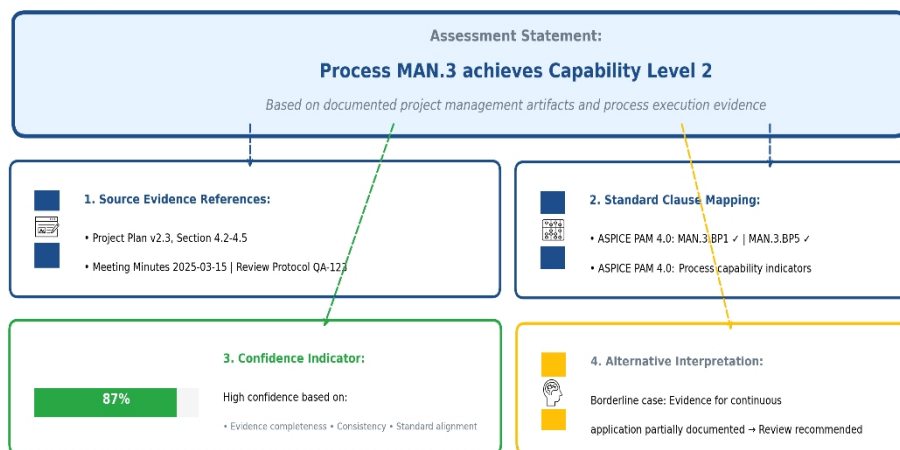 Assessment Statement:
Process MAN.3 achieves Capability Level 2
Based on documented project management artifacts and process execution evidence
1. Source Evidence References:
• Project Plan v2.3, Section 4.2-4.5
• Meeting Minutes 2025-03-15 | Review Protocol QA-123
2. Standard Clause Mapping:
• ASPICE PAM 4.0: MAN.3.BP1 ✓ | MAN.3.BP5 ✓
• ASPICE PAM 4.0: Process capability indicators
3. Confidence Indicator:
87%
High confidence based on:
• Evidence completeness • Consistency • Standard alignment
4. Alternative Interpretation:
Borderline case: Evidence for continuous
application partially documented → Review recommended